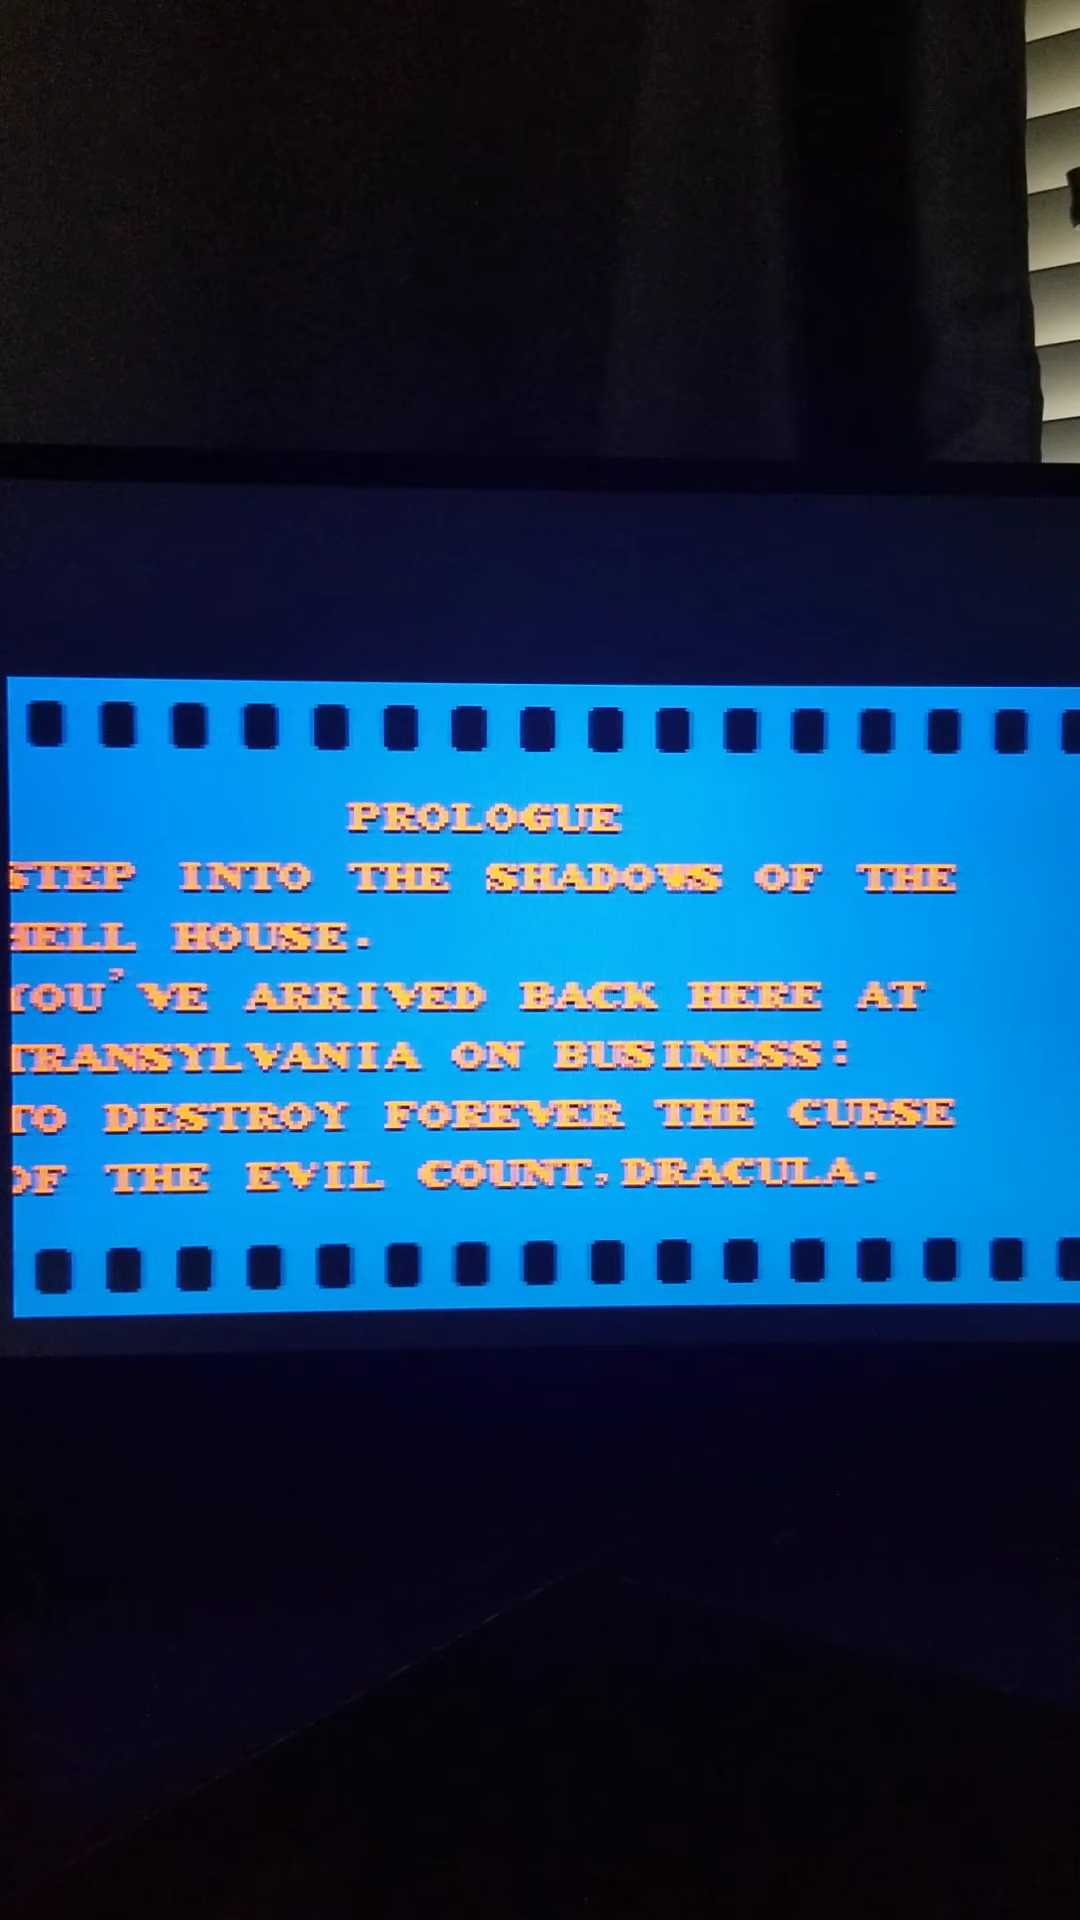 PROLOGUE
STEP INTO THE SHADOWS OF THE
HELL HOUSE.
YOU'VE ARRIVED BACK HERE AT
TRANSYLVANIA ON BUSINESS:
TO DESTROY FOREVER THE CURSE
OF THE EVIL COUNT,DRACULA.